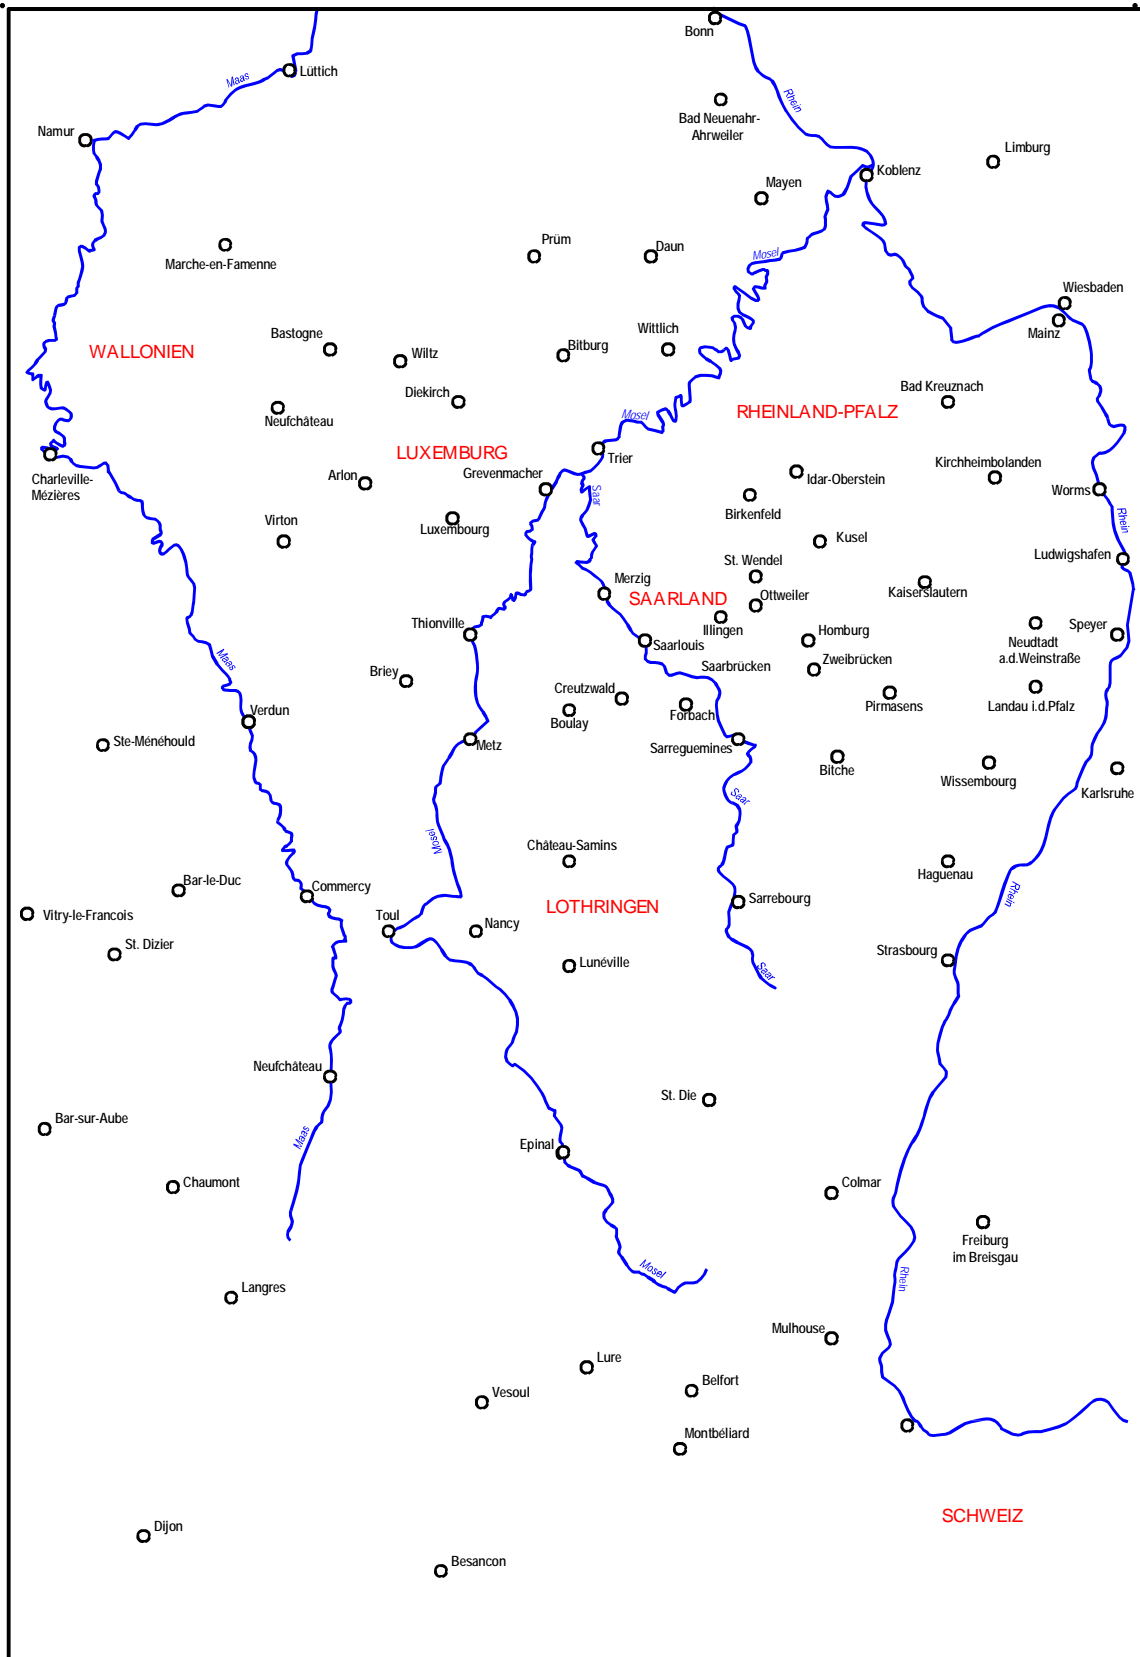 Bonn
Maas
Lüttich
Rhein
Bad Neuenahr-
Ahrweiler
Namur
Limburg
Koblenz
Mayen
Prüm
Daun
Mosel
Marche-en-Famenne
Wiesbaden
Mainz
Bastogne
Wittlich
WALLONIEN
Wiltz
Bitburg
Diekirch
Bad Kreuznach
Neufchâteau
Mosel
RHEINLAND-PFALZ
LUXEMBURG
Trier
Charleville-
Mézières
Arlon
Grevenmacher
Saar
Idar-Oberstein
Kirchheimbolanden
Worms
Birkenfeld
Virton
Luxembourg
Rhein
Kusel
Ludwigshafen
St. Wendel
Merzig
SAARLAND
Ottweiler
Kaiserslautern
Thionville
Illingen
Homburg
Speyer
Neudtadt
a.d.Weinstraße
Saarlouis
Maas
Briey
Saarbrücken
Zweibrücken
Creutzwald
Pirmasens
Landau i.d.Pfalz
Verdun
Boulay
Forbach
Ste-Ménéhould
Metz
Sarreguemines
Bitche
Wissembourg
Karlsruhe
Saar
Mosel
Château-Samins
Haguenau
Bar-le-Duc
Commercy
Rhein
Vitry-le-Francois
Toul
LOTHRINGEN
Sarrebourg
Nancy
St. Dizier
Strasbourg
Lunéville
Saar
Neufchâteau
St. Die
Bar-sur-Aube
Maas
Epinal
Chaumont
Colmar
Freiburg
im Breisgau
Mosel
Rhein
Langres
Mulhouse
Lure
Belfort
Vesoul
Montbéliard
SCHWEIZ
Dijon
Besancon